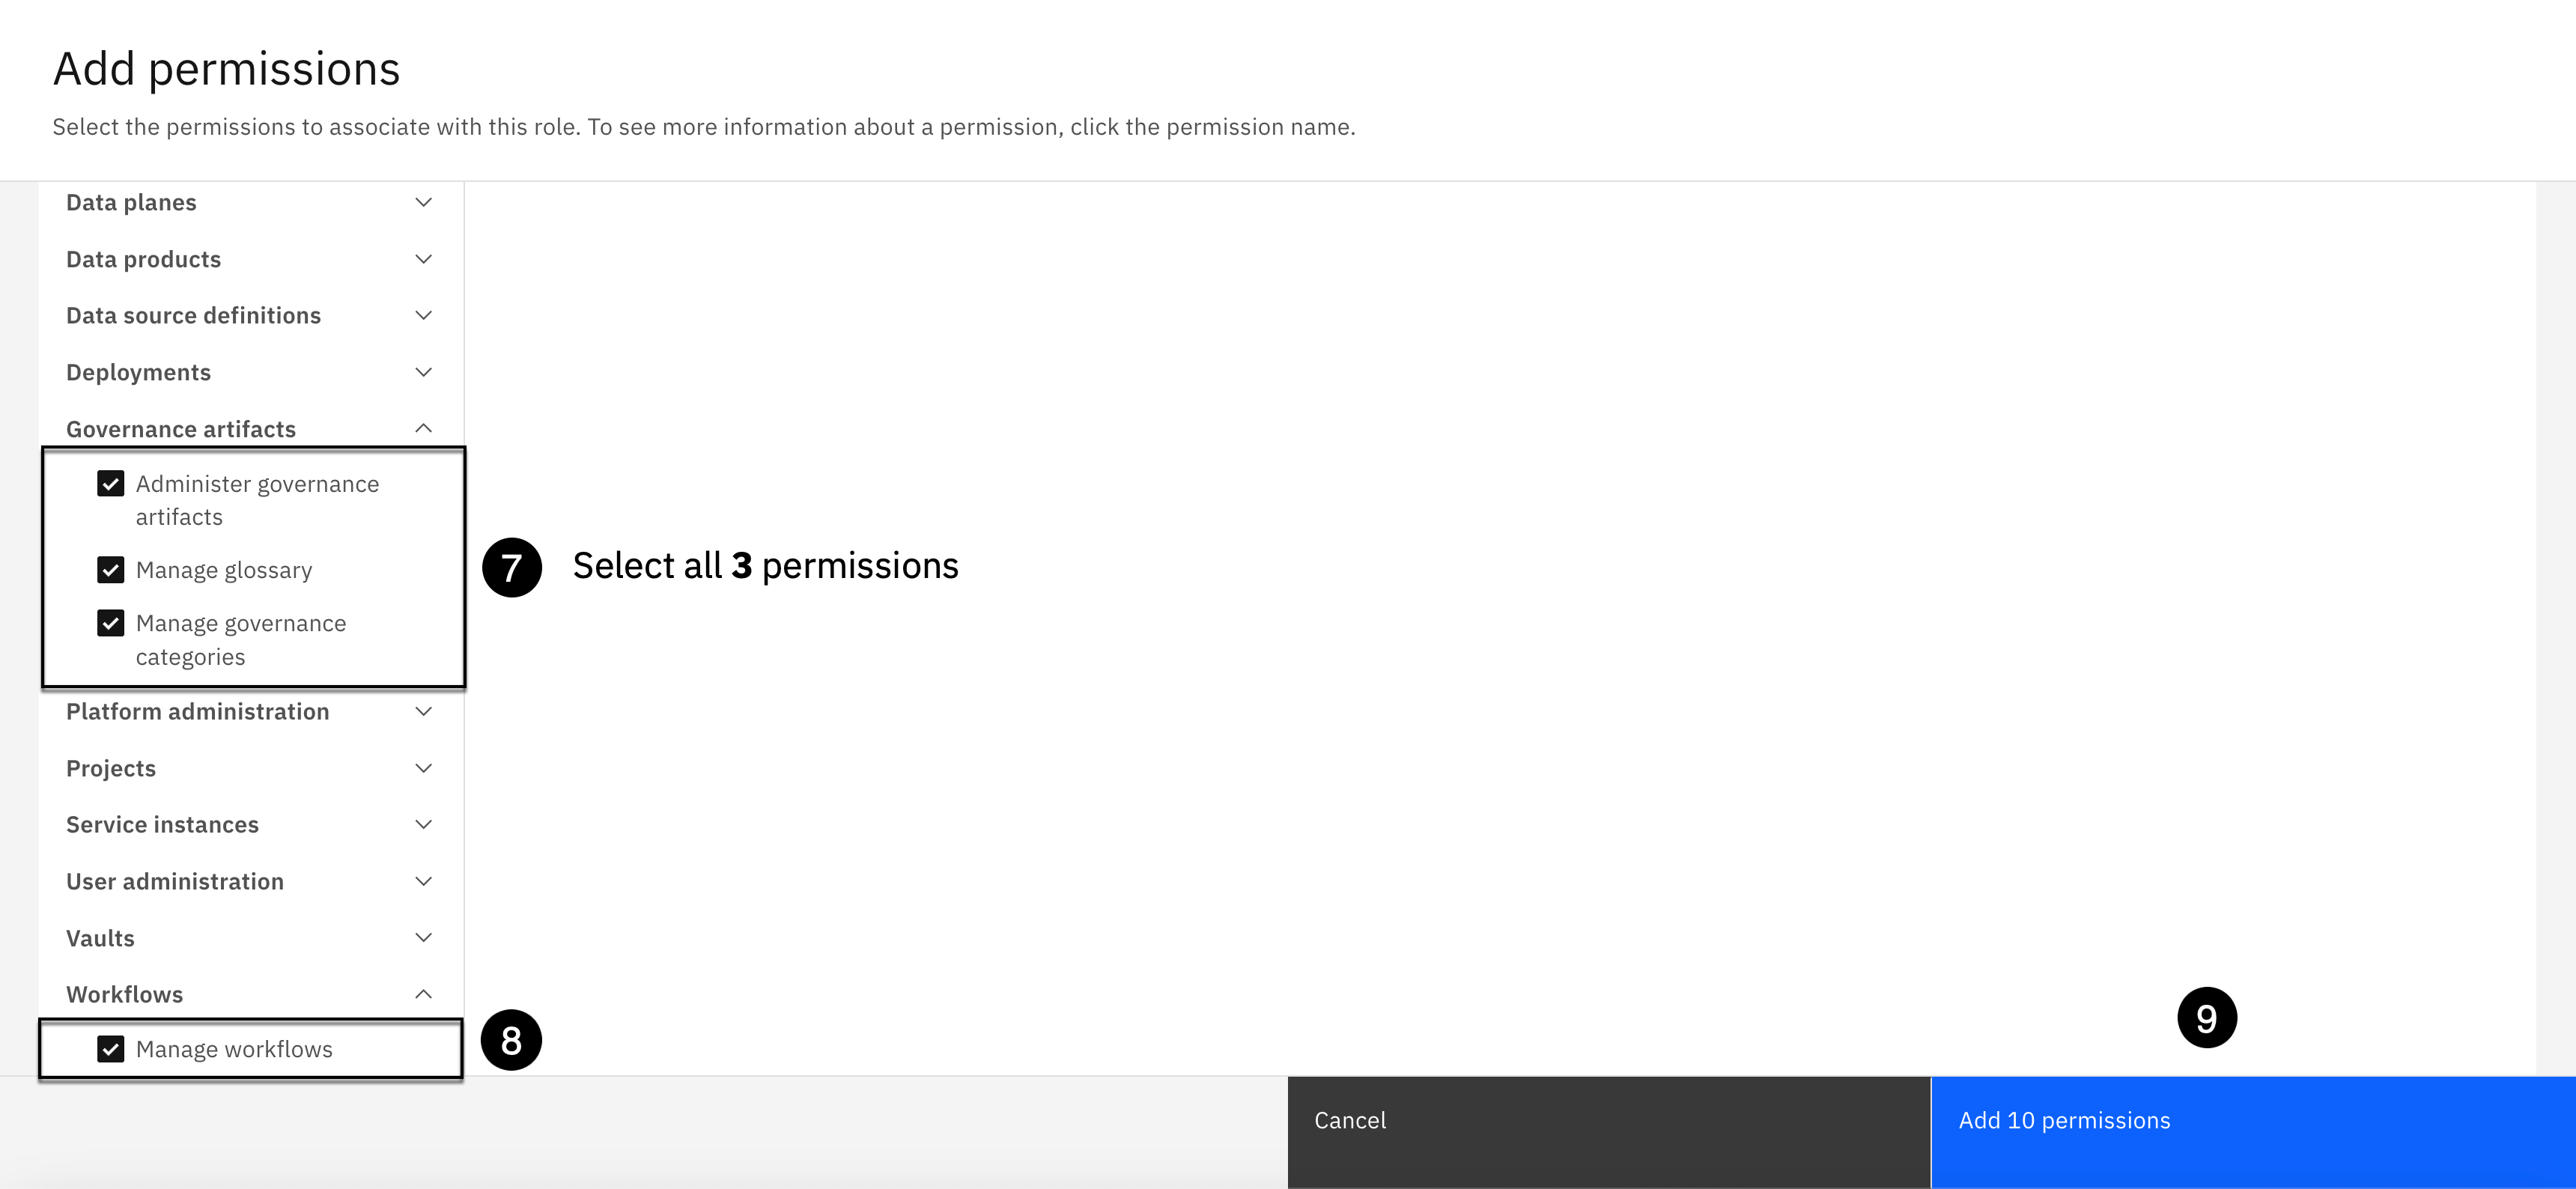 Add permissions
Select the permissions to associate with this role. To see more information about a permission, click the permission name.
Data planes
Data products
Data source definitions
Deployments
Governance artifacts
Administer governance
artifacts
Manage glossary
Manage governance
categories
7 Select all 3 permissions
Platform administration
Projects
Service instances
User administration
Vaults
Workflows
Manage workflows
8
9
Cancel
Add 10 permissions